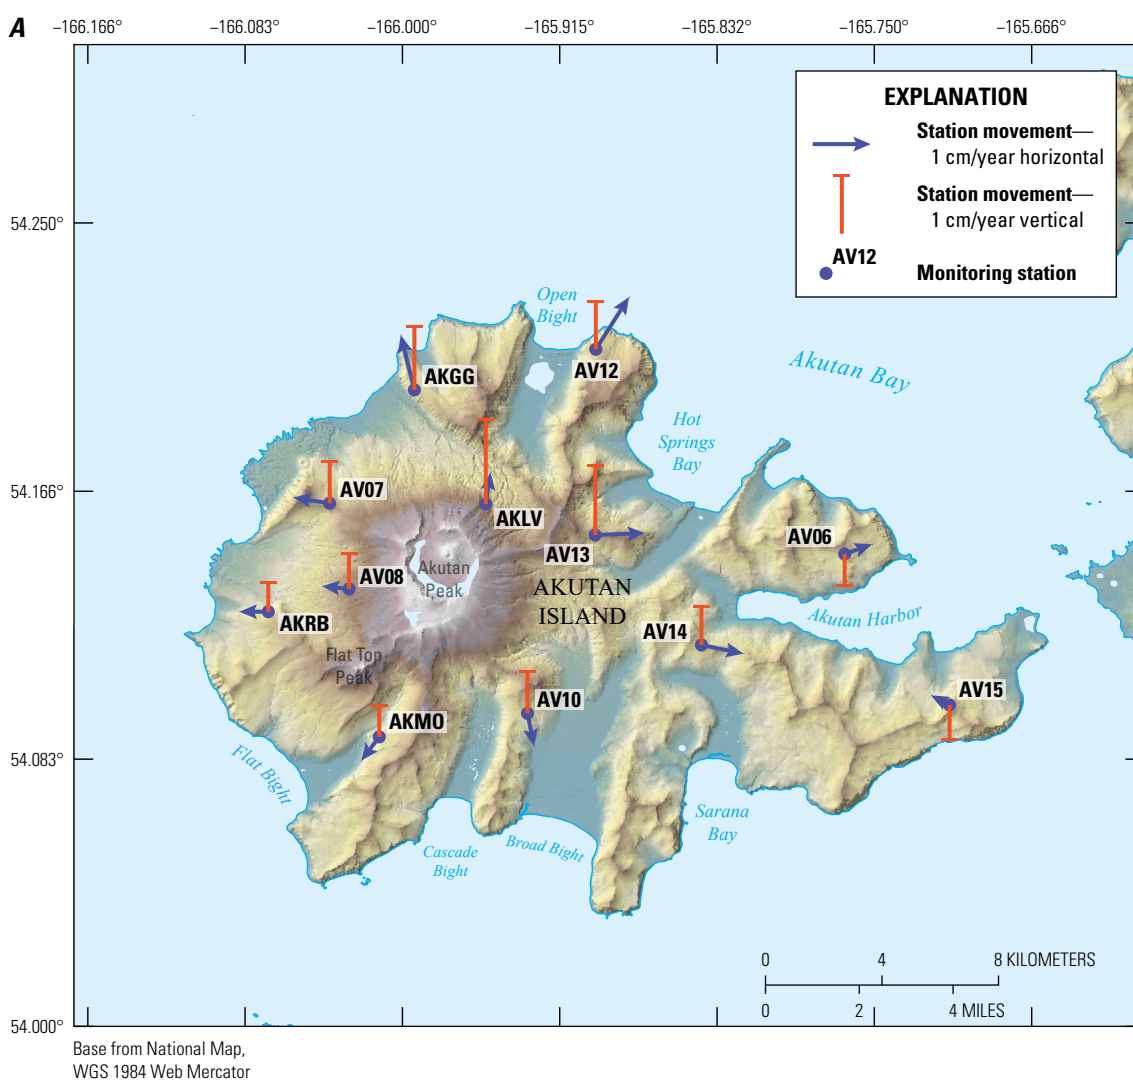 A
−166.166° −166.083° −166.000° −165.915° −165.832° −165.750° −165.666°
EXPLANATION
Station movement—
1 cm/year horizontal
Station movement—
1 cm/year vertical
AV12
Monitoring station
54.250°
54.166°
54.083°
54.000°
Open
Bight
AV12
AKGG
Akutan Bay
Hot
Springs
Bay
AV07
AKLV
AV13
AV06
Akutan
Peak
AV08
AKUTAN
ISLAND
AKRB
Akutan Harbor
AV14
Flat Top
Peak
AV15
AV10
AKMO
Flat Bight
Sarana
Bay
Cascade
Bight
Broad Bight
0 4 8 KILOMETERS
0 2 4 MILES
Base from National Map,
WGS 1984 Web Mercator